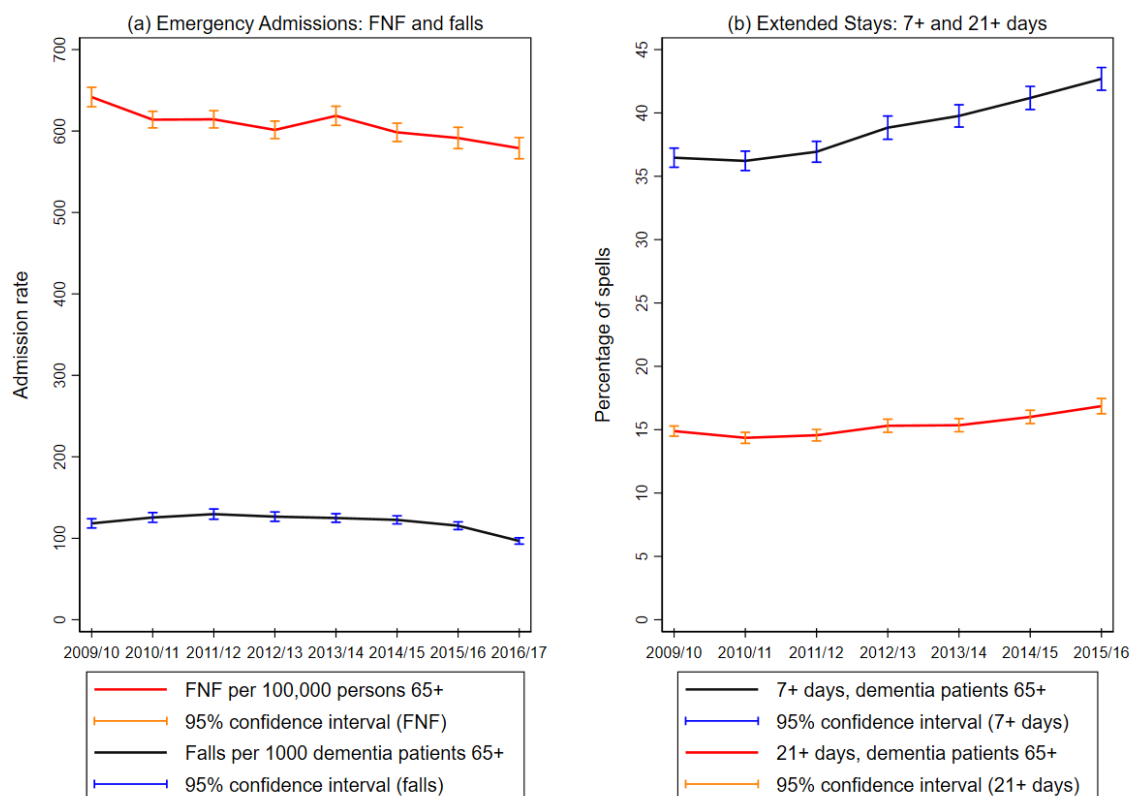 (a) Emergency Admissions: FNF and falls
Admission rate
700
600
500
400
300
200
100
0
2009/10 2010/11 2011/12 2012/13 2013/14 2014/15 2015/16 2016/17
FNF per 100,000 persons 65+
95% confidence interval (FNF)
Falls per 1000 dementia patients 65+
95% confidence interval (falls)
(b) Extended Stays: 7+ and 21+ days
Percentage of spells
45
40
35
30
25
20
15
10
5
0
2009/10 2010/11 2011/12 2012/13 2013/14 2014/15 2015/16
7+ days, dementia patients 65+
95% confidence interval (7+ days)
21+ days, dementia patients 65+
95% confidence interval (21+ days)